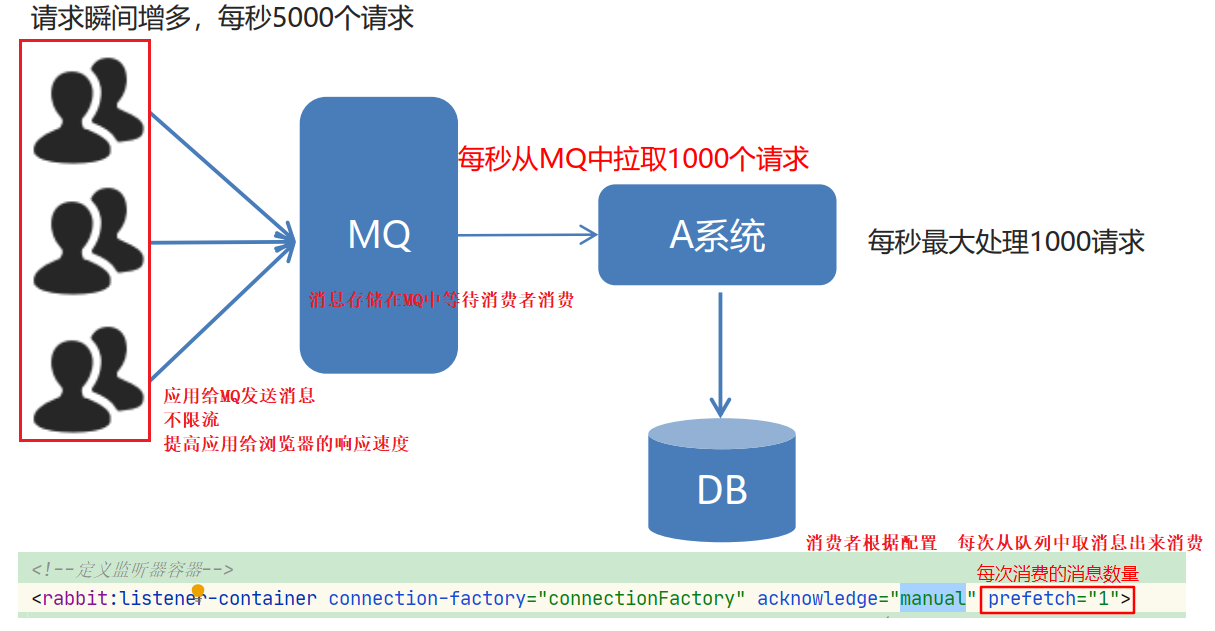 请求瞬间增多，每秒5000个请求
每秒从MQ中拉取1000个请求
MQ
A系统
每秒最大处理1000请求
消息存储在MQ中等待消费者消费
应用给MQ发送消息
不限流
提高应用给浏览器的响应速度
DB
消费者根据配置 每次从队列中取消息出来消费
<!--定义监听器容器-->
每次消费的消息数量
<rabbit:listener-container connection-factory="connectionFactory" acknowledge="manual" prefetch="1">